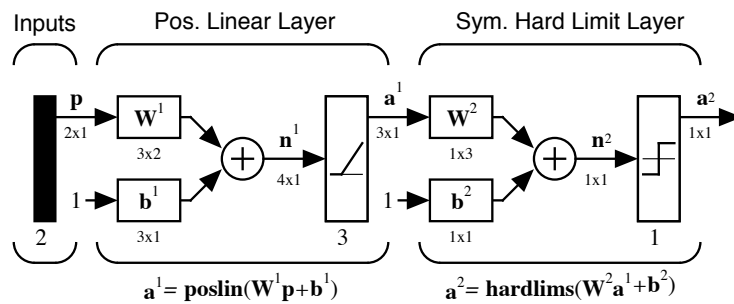 Inputs Pos. Linear Layer Sym. Hard Limit Layer
p a¹ a²
W¹ W²
2x1 3x1 1x1
3x2 n¹ 1x3 n²
4x1 1x1
1 b¹ 1 b²
2 3x1 3 1x1 1
a¹= poslin(W¹p+b¹) a²= hardlims(W²a¹+b²)